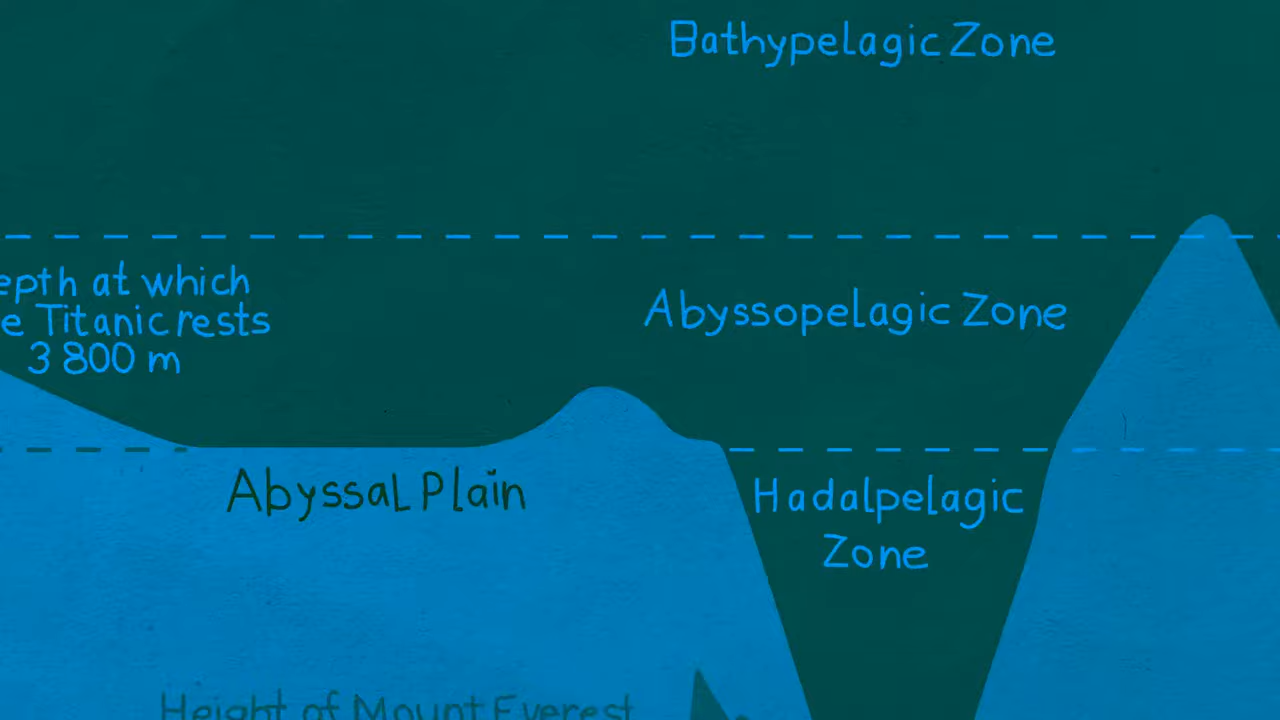 Bathypelagic Zone
epth at which
e Titanic rests
3 800 m
Abyssopelagic Zone
Abyssal Plain
Hadalpelagic
Zone
Height of Mount Everest